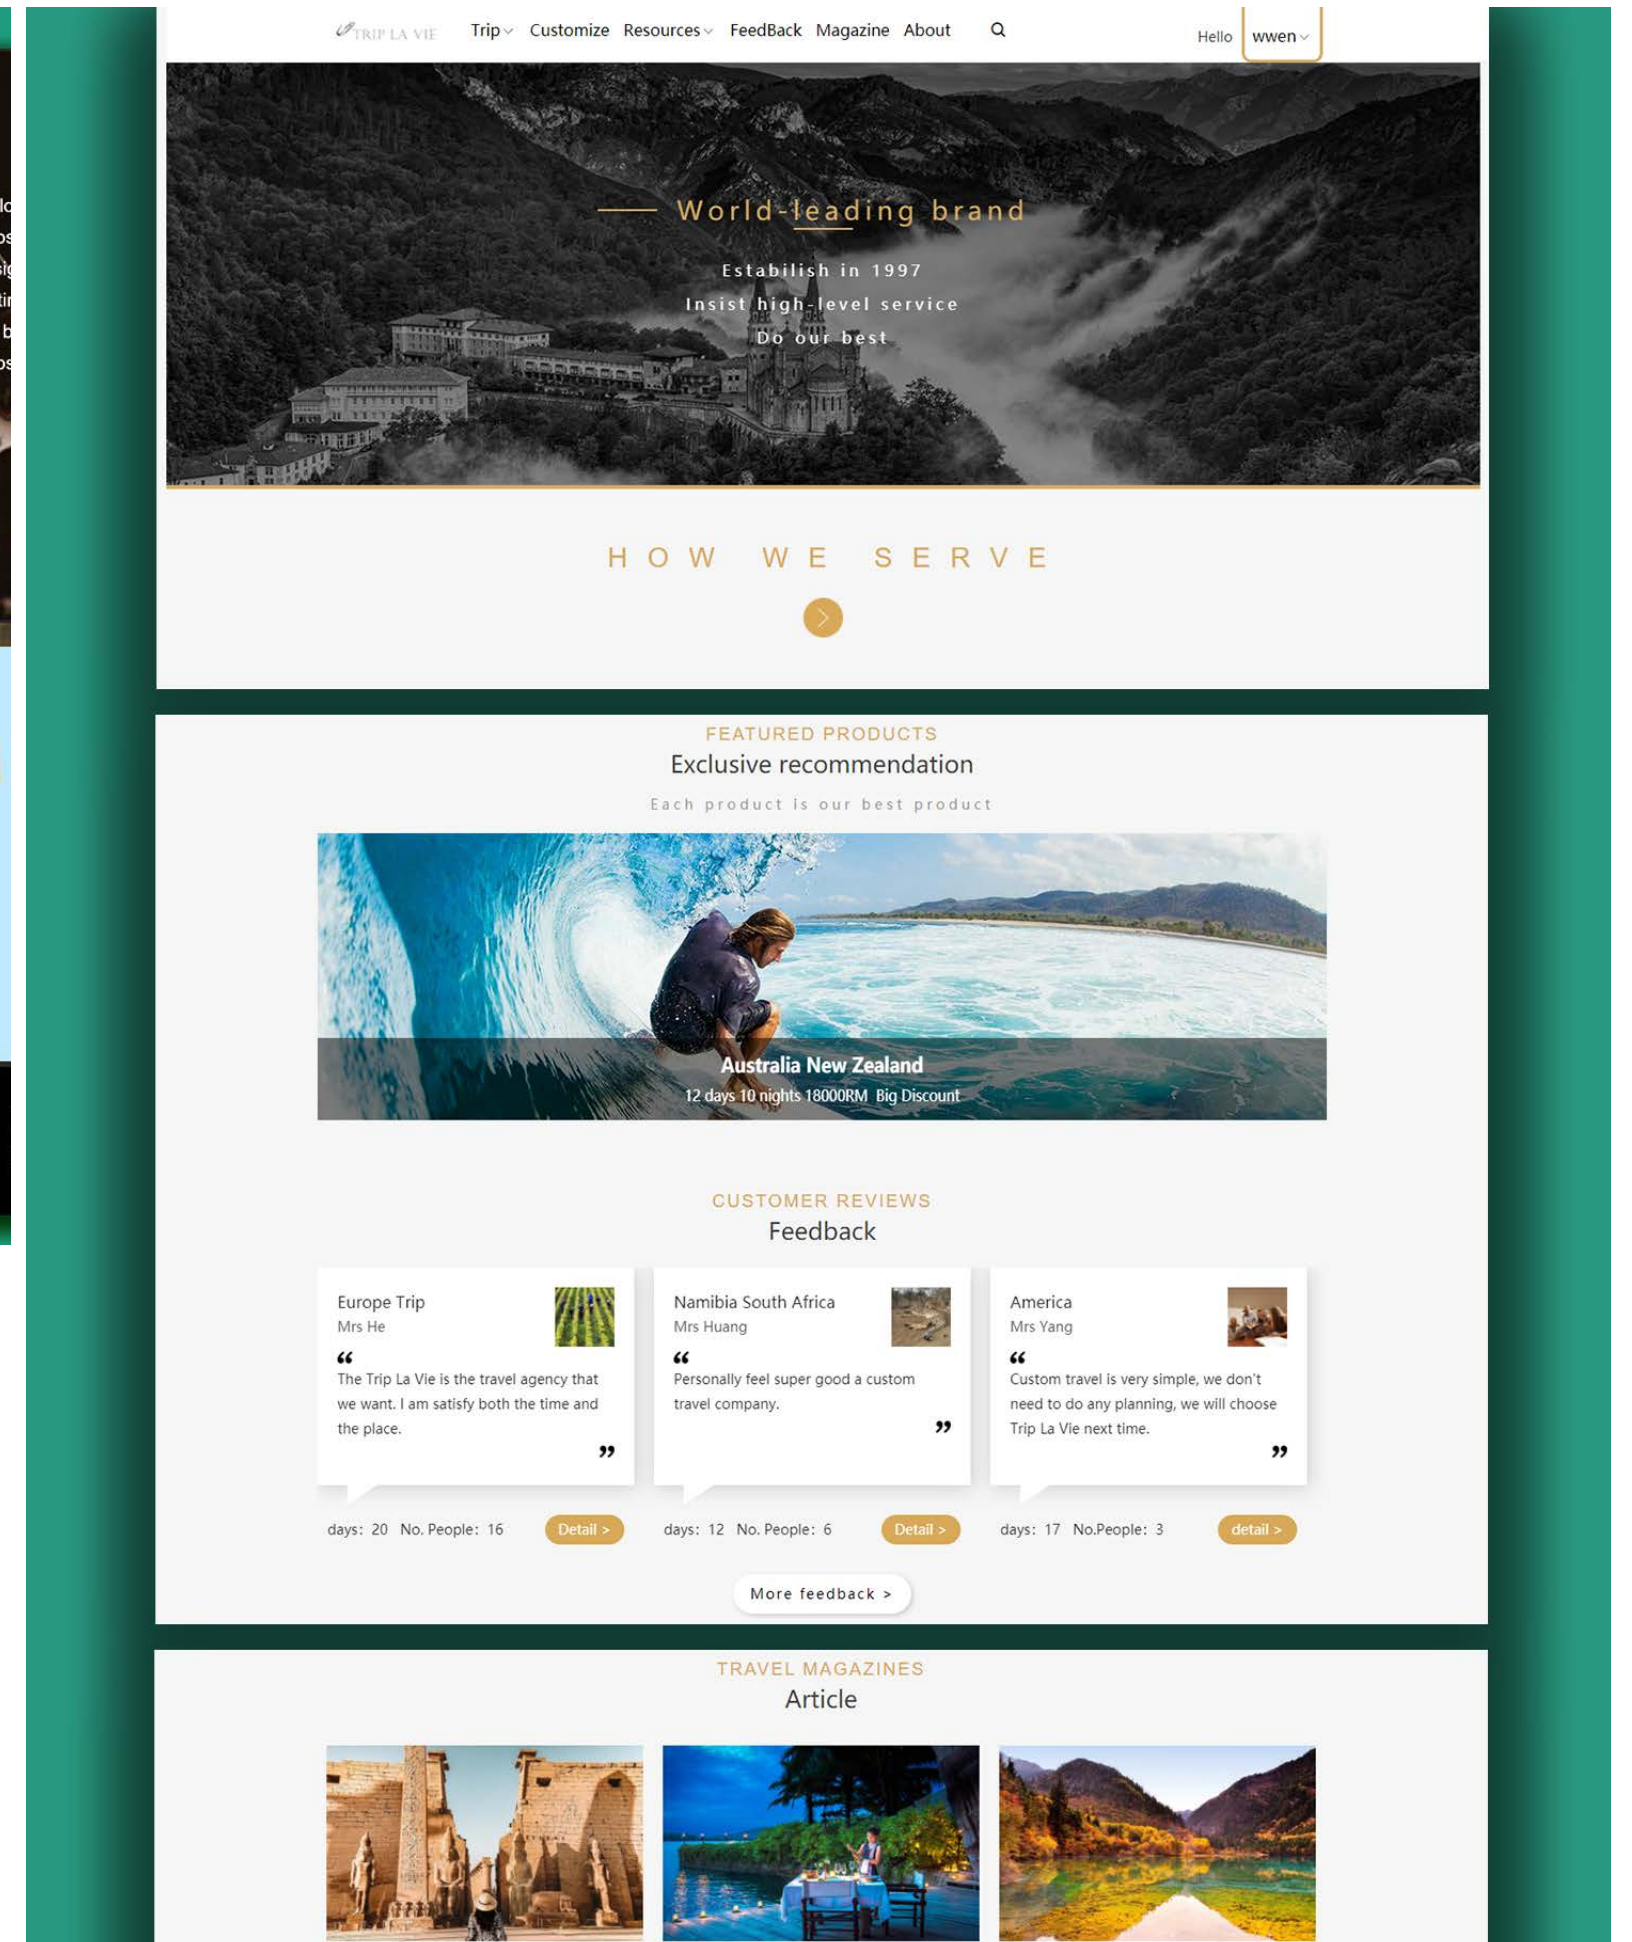 TRIP LA VIE Trip Customize Resources FeedBack Magazine About Hello wwen
World-leading brand
Estabilish in 1997
Insist high-level service
Do our best
HOW WE SERVE
FEATURED PRODUCTS
Exclusive recommendation
Each product is our best product
Australia New Zealand
12 days 10 nights 18000RM Big Discount
CUSTOMER REVIEWS
Feedback
Europe Trip
Mrs He
“
The Trip La Vie is the travel agency that
we want. I am satisfy both the time and
the place.
”
days: 20 No. People: 16 Detail >
Namibia South Africa
Mrs Huang
“
Personally feel super good a custom
travel company.
”
days: 12 No. People: 6 Detail >
America
Mrs Yang
“
Custom travel is very simple, we don't
need to do any planning, we will choose
Trip La Vie next time.
”
days: 17 No.People: 3 detail >
More feedback >
TRAVEL MAGAZINES
Article